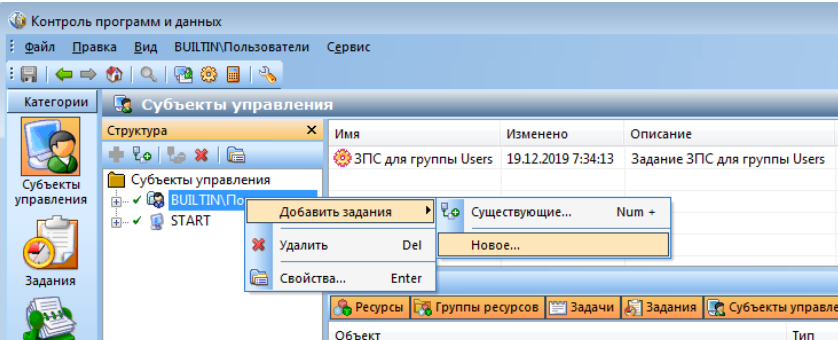 Контроль программ и данных
Файл Правка Вид BUILTIN\Пользователи Сервис
Категории
Субъекты управления
Структура
Имя Изменено Описание
ЗПС для группы Users 19.12.2019 7:34:13 Задание ЗПС для группы Users
Субъекты управления
Субъекты управления
BUILTIN\По
START
Добавить задания
Существующие... Num +
Удалить Del
Новое...
Свойства... Enter
Задания
Ресурсы Группы ресурсов Задачи Задания Субъекты управле
Объект Тип